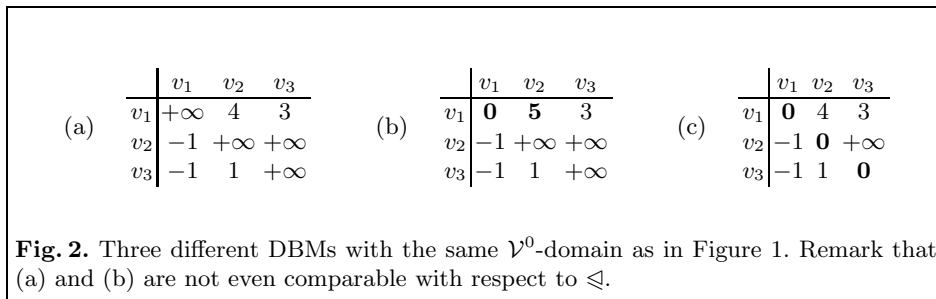 v₁ v₂ v₃ v₁ v₂ v₃ v₁ v₂ v₃
(a) v₁ +∞ 4 3 (b) v₁ 0 5 3 (c) v₁ 0 4 3
v₂ −1 +∞ +∞ v₂ −1 +∞ +∞ v₂ −1 0 +∞
v₃ −1 1 +∞ v₃ −1 1 +∞ v₃ −1 1 0
Fig. 2. Three different DBMs with the same 𝒱⁰-domain as in Figure 1. Remark that
(a) and (b) are not even comparable with respect to ⊴.